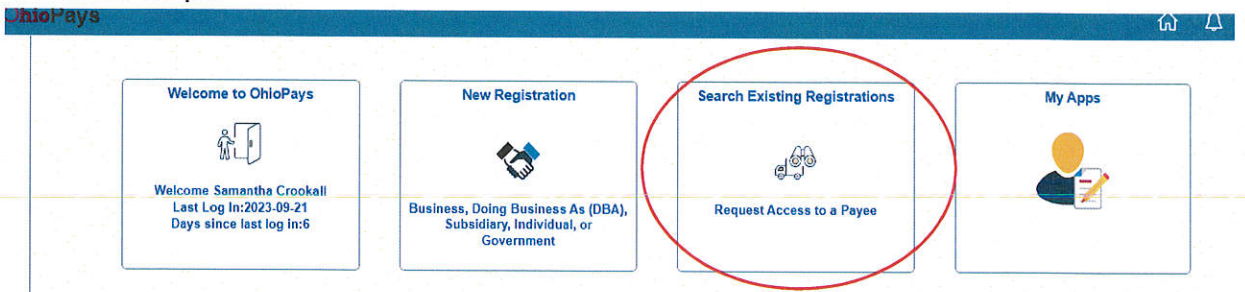 OhioPays
Welcome to OhioPays
Welcome Samantha Crookall
Last Log In:2023-09-21
Days since last log in:6
New Registration
Business, Doing Business As (DBA),
Subsidiary, Individual, or
Government
Search Existing Registrations
Request Access to a Payee
My Apps